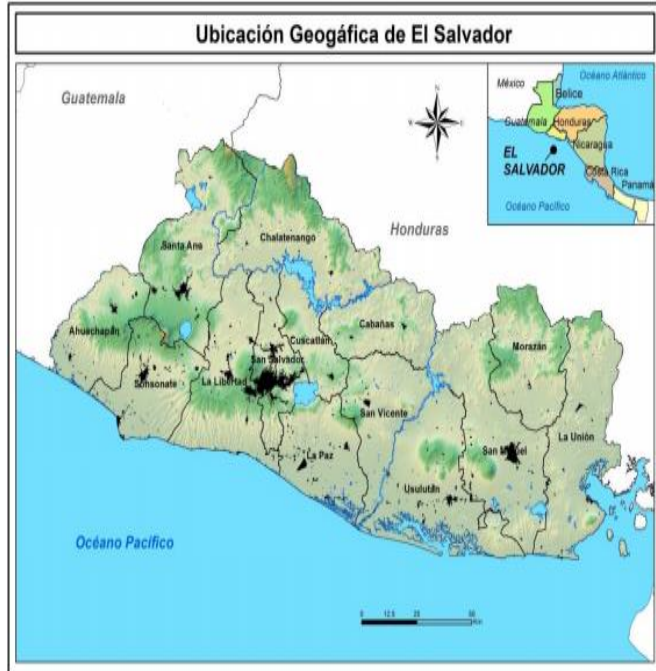 Ubicación Geogáfica de El Salvador
Guatemala
Honduras
Océano Pacífico
México
Océano Atlántico
Belice
Guatemala
Honduras
Nicaragua
EL
SALVADOR
Costa Rica
Panamá
Océano Pacífico
Santa Ana
Chalatenango
Ahuachapán
Cuscatlán
Cabañas
San Salvador
Morazán
Sonsonate
La Libertad
San Vicente
La Unión
La Paz
San Miguel
Usulután
0 12.5 25 50
Km